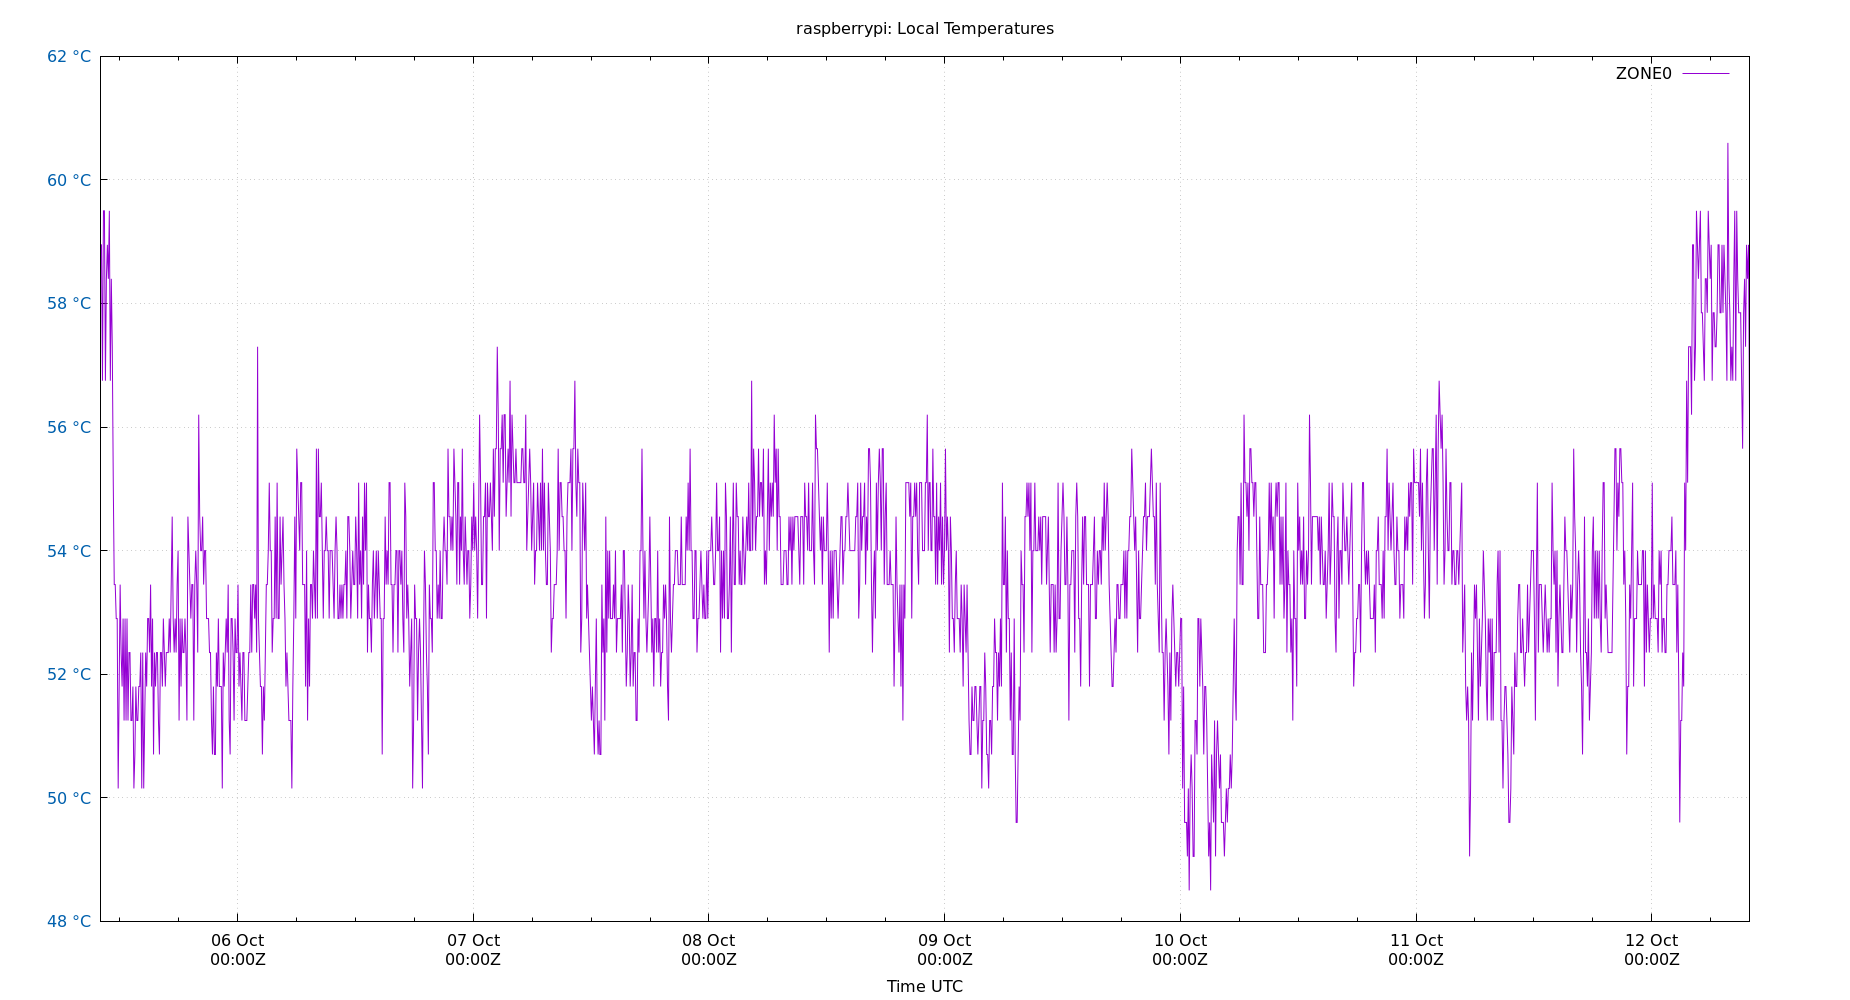 raspberrypi: Local Temperatures
62 °C
ZONE0
60 °C
58 °C
56 °C
54 °C
52 °C
50 °C
48 °C
06 Oct 07 Oct 08 Oct 09 Oct 10 Oct 11 Oct 12 Oct
00:00Z 00:00Z 00:00Z 00:00Z 00:00Z 00:00Z 00:00Z
Time UTC